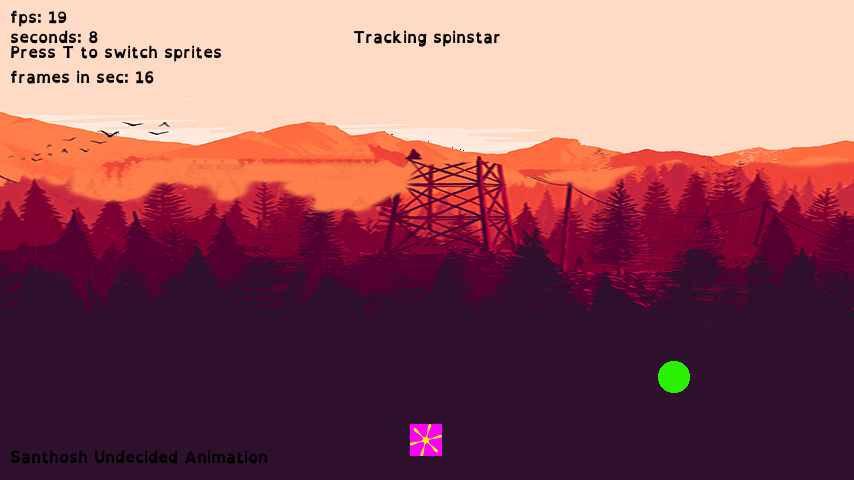 fps: 19
seconds: 8
Tracking spinstar
Press T to switch sprites
frames in sec: 16
Santhosh Undecided Animation